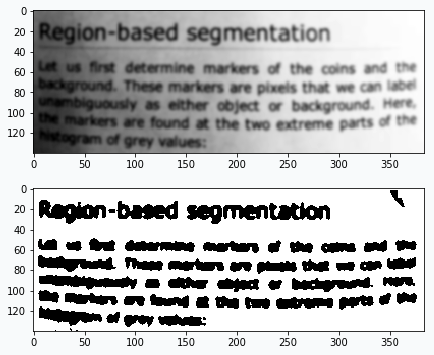 0
20
40
60
80
100
120
Region-based segmentation
Let us first determine markers of the coins and the
background. These markers are pixels that we can label
unambiguously as either object or background. Here,
the markers are found at the two extreme parts of the
histogram of grey values:
0 50 100 150 200 250 300 350
0
20
40
60
80
100
120
Region-based segmentation
Let us first determine markers of the coins and the
background. These markers are pixels that we can label
unambiguously as either object or background. Here,
the markers are found at the two extreme parts of the
histogram of grey values:
0 50 100 150 200 250 300 350